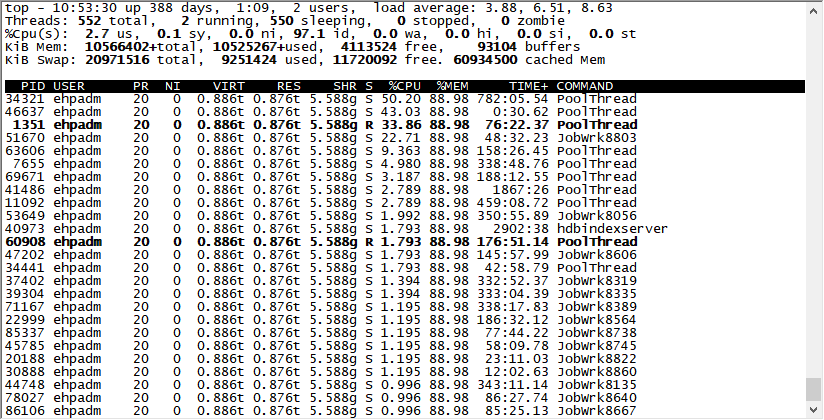 top - 10:53:30 up 388 days,  1:09,  2 users,  load average: 3.88, 6.51, 8.63
Threads: 552 total,   2 running, 550 sleeping,   0 stopped,   0 zombie
%Cpu(s):  2.7 us,  0.1 sy,  0.0 ni, 97.1 id,  0.0 wa,  0.0 hi,  0.0 si,  0.0 st
KiB Mem:  10566402+total, 10525267+used,  4113524 free,    93104 buffers
KiB Swap: 20971516 total,  9251424 used, 11720092 free. 60934500 cached Mem
PID USER PR NI VIRT RES SHR S %CPU %MEM TIME+ COMMAND
34321 ehpadm 20 0 0.886t 0.876t 5.588g S 50.20 88.98 782:05.54 PoolThread
46637 ehpadm 20 0 0.886t 0.876t 5.588g S 43.03 88.98 0:30.62 PoolThread
1351 ehpadm 20 0 0.886t 0.876t 5.588g R 33.86 88.98 76:22.37 PoolThread
51670 ehpadm 20 0 0.886t 0.876t 5.588g S 22.71 88.98 48:32.23 JobWrk8803
63606 ehpadm 20 0 0.886t 0.876t 5.588g S 9.363 88.98 158:26.45 PoolThread
7655 ehpadm 20 0 0.886t 0.876t 5.588g S 4.980 88.98 338:48.76 PoolThread
69671 ehpadm 20 0 0.886t 0.876t 5.588g S 3.187 88.98 188:12.55 PoolThread
41486 ehpadm 20 0 0.886t 0.876t 5.588g S 2.789 88.98 1867:26 PoolThread
11092 ehpadm 20 0 0.886t 0.876t 5.588g S 2.789 88.98 459:08.72 PoolThread
53649 ehpadm 20 0 0.886t 0.876t 5.588g S 1.992 88.98 350:55.89 JobWrk8056
40973 ehpadm 20 0 0.886t 0.876t 5.588g S 1.793 88.98 2902:38 hdbindexserver
60908 ehpadm 20 0 0.886t 0.876t 5.588g R 1.793 88.98 176:51.14 PoolThread
47202 ehpadm 20 0 0.886t 0.876t 5.588g S 1.793 88.98 145:57.99 JobWrk8606
34441 ehpadm 20 0 0.886t 0.876t 5.588g S 1.793 88.98 42:58.79 PoolThread
37402 ehpadm 20 0 0.886t 0.876t 5.588g S 1.394 88.98 332:52.37 JobWrk8319
39304 ehpadm 20 0 0.886t 0.876t 5.588g S 1.394 88.98 333:04.39 JobWrk8335
71167 ehpadm 20 0 0.886t 0.876t 5.588g S 1.195 88.98 338:17.83 JobWrk8389
22999 ehpadm 20 0 0.886t 0.876t 5.588g S 1.195 88.98 186:32.12 JobWrk8564
85337 ehpadm 20 0 0.886t 0.876t 5.588g S 1.195 88.98 77:44.22 JobWrk8738
45785 ehpadm 20 0 0.886t 0.876t 5.588g S 1.195 88.98 58:09.78 JobWrk8745
20188 ehpadm 20 0 0.886t 0.876t 5.588g S 1.195 88.98 23:11.03 JobWrk8822
30888 ehpadm 20 0 0.886t 0.876t 5.588g S 1.195 88.98 12:02.63 JobWrk8860
44748 ehpadm 20 0 0.886t 0.876t 5.588g S 0.996 88.98 343:11.14 JobWrk8135
78027 ehpadm 20 0 0.886t 0.876t 5.588g S 0.996 88.98 86:27.74 JobWrk8640
86106 ehpadm 20 0 0.886t 0.876t 5.588g S 0.996 88.98 85:25.13 JobWrk8667